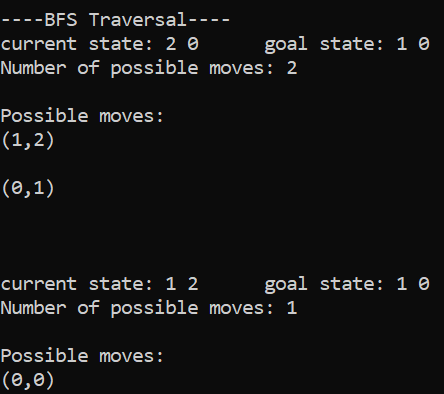 ----BFS Traversal----
current state: 2 0      goal state: 1 0
Number of possible moves: 2
Possible moves:
(1,2)
(0,1)
current state: 1 2      goal state: 1 0
Number of possible moves: 1
Possible moves:
(0,0)